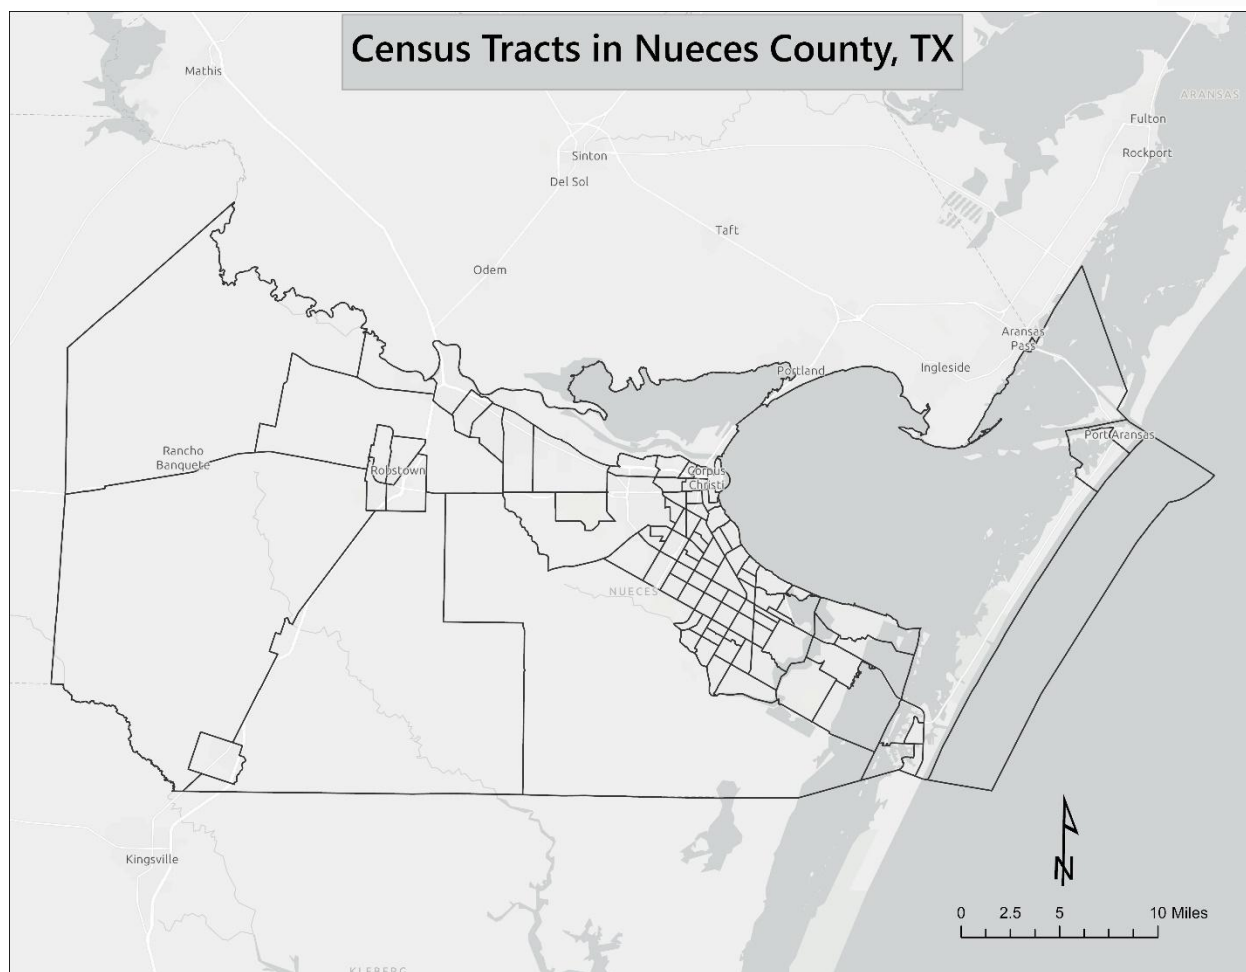 Census Tracts in Nueces County, TX
Mathis
ARANSAS
Fulton
Rockport
Sinton
Del Sol
Taft
Odem
Aransas
Pass
Ingleside
Portland
Port Aransas
Rancho
Banquete
Robstown
Corpus
Christi
NUECES
Kingsville
KLEBERG
N
0 2.5 5 10 Miles